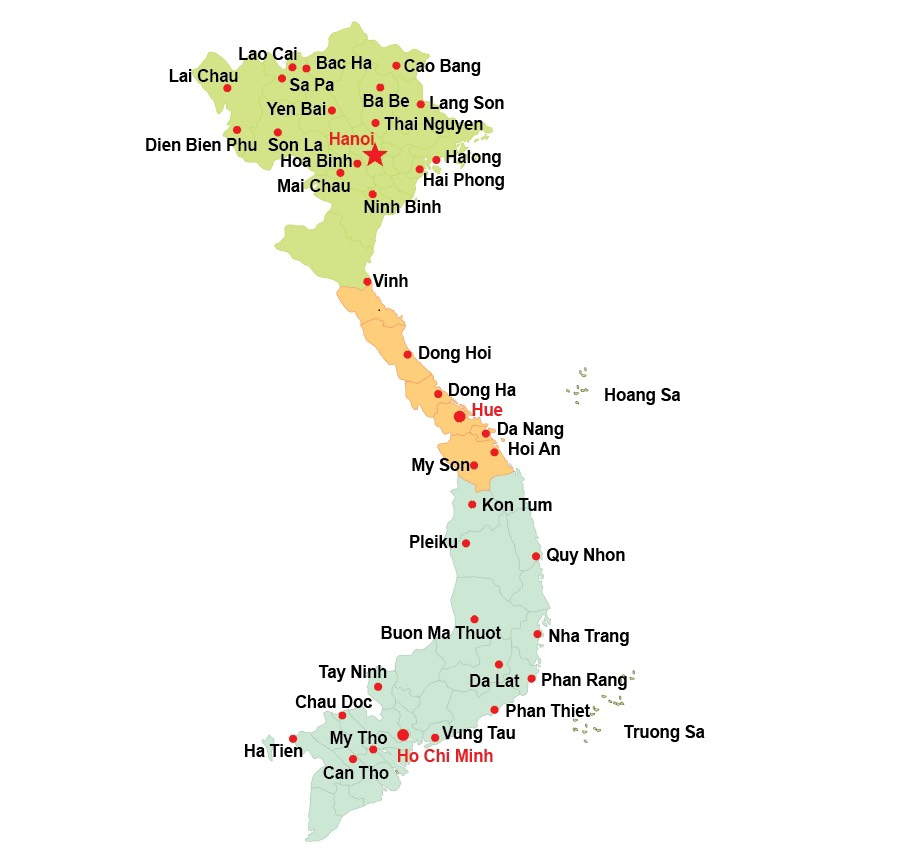 Lao Cai
Bac Ha
Cao Bang
Lai Chau
Sa Pa
Ba Be
Lang Son
Yen Bai
Thai Nguyen
Hanoi
Dien Bien Phu
Son La
Hoa Binh
Halong
Mai Chau
Hai Phong
Ninh Binh
Vinh
Dong Hoi
Dong Ha
Hoang Sa
Hue
Da Nang
Hoi An
My Son
Kon Tum
Pleiku
Quy Nhon
Buon Ma Thuot
Nha Trang
Tay Ninh
Da Lat
Phan Rang
Chau Doc
Phan Thiet
Truong Sa
My Tho
Vung Tau
Ha Tien
Ho Chi Minh
Can Tho